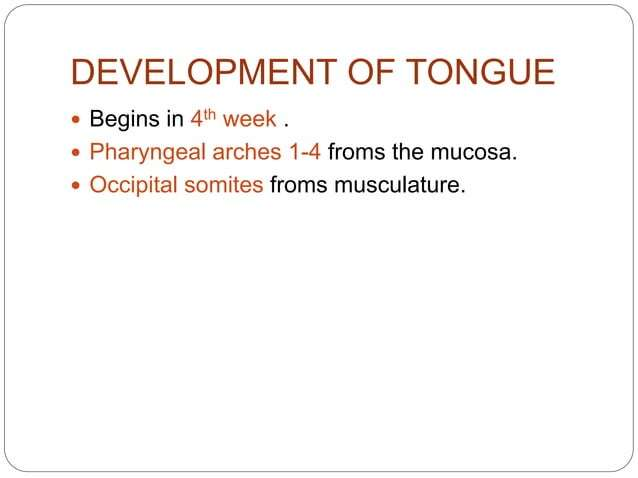 DEVELOPMENT OF TONGUE
• Begins in 4th week .
• Pharyngeal arches 1-4 froms the mucosa.
• Occipital somites froms musculature.